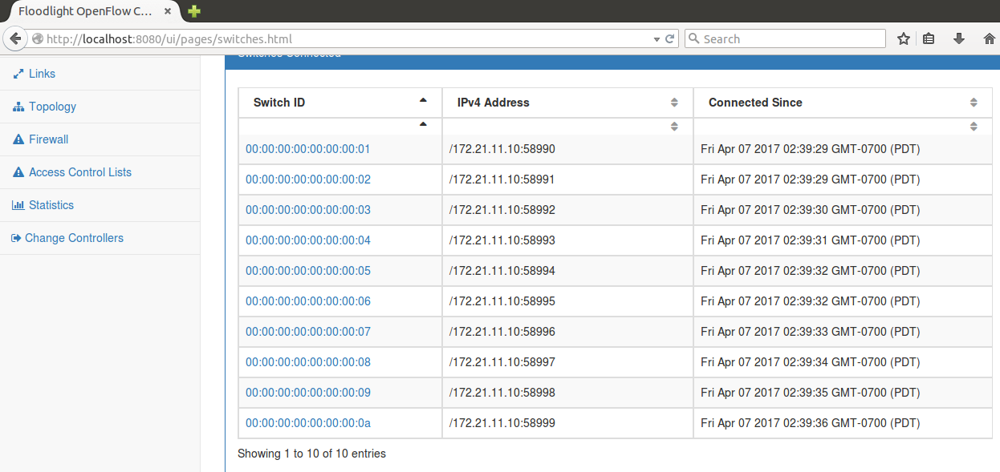 Floodlight OpenFlow C...
http://localhost:8080/ui/pages/switches.html
Search
Switches Connected
Links
Topology
Firewall
Access Control Lists
Statistics
Change Controllers
Switch ID IPv4 Address Connected Since
00:00:00:00:00:00:00:01 /172.21.11.10:58990 Fri Apr 07 2017 02:39:29 GMT-0700 (PDT)
00:00:00:00:00:00:00:02 /172.21.11.10:58991 Fri Apr 07 2017 02:39:29 GMT-0700 (PDT)
00:00:00:00:00:00:00:03 /172.21.11.10:58992 Fri Apr 07 2017 02:39:30 GMT-0700 (PDT)
00:00:00:00:00:00:00:04 /172.21.11.10:58993 Fri Apr 07 2017 02:39:31 GMT-0700 (PDT)
00:00:00:00:00:00:00:05 /172.21.11.10:58994 Fri Apr 07 2017 02:39:32 GMT-0700 (PDT)
00:00:00:00:00:00:00:06 /172.21.11.10:58995 Fri Apr 07 2017 02:39:32 GMT-0700 (PDT)
00:00:00:00:00:00:00:07 /172.21.11.10:58996 Fri Apr 07 2017 02:39:33 GMT-0700 (PDT)
00:00:00:00:00:00:00:08 /172.21.11.10:58997 Fri Apr 07 2017 02:39:34 GMT-0700 (PDT)
00:00:00:00:00:00:00:09 /172.21.11.10:58998 Fri Apr 07 2017 02:39:35 GMT-0700 (PDT)
00:00:00:00:00:00:00:0a /172.21.11.10:58999 Fri Apr 07 2017 02:39:36 GMT-0700 (PDT)
Showing 1 to 10 of 10 entries